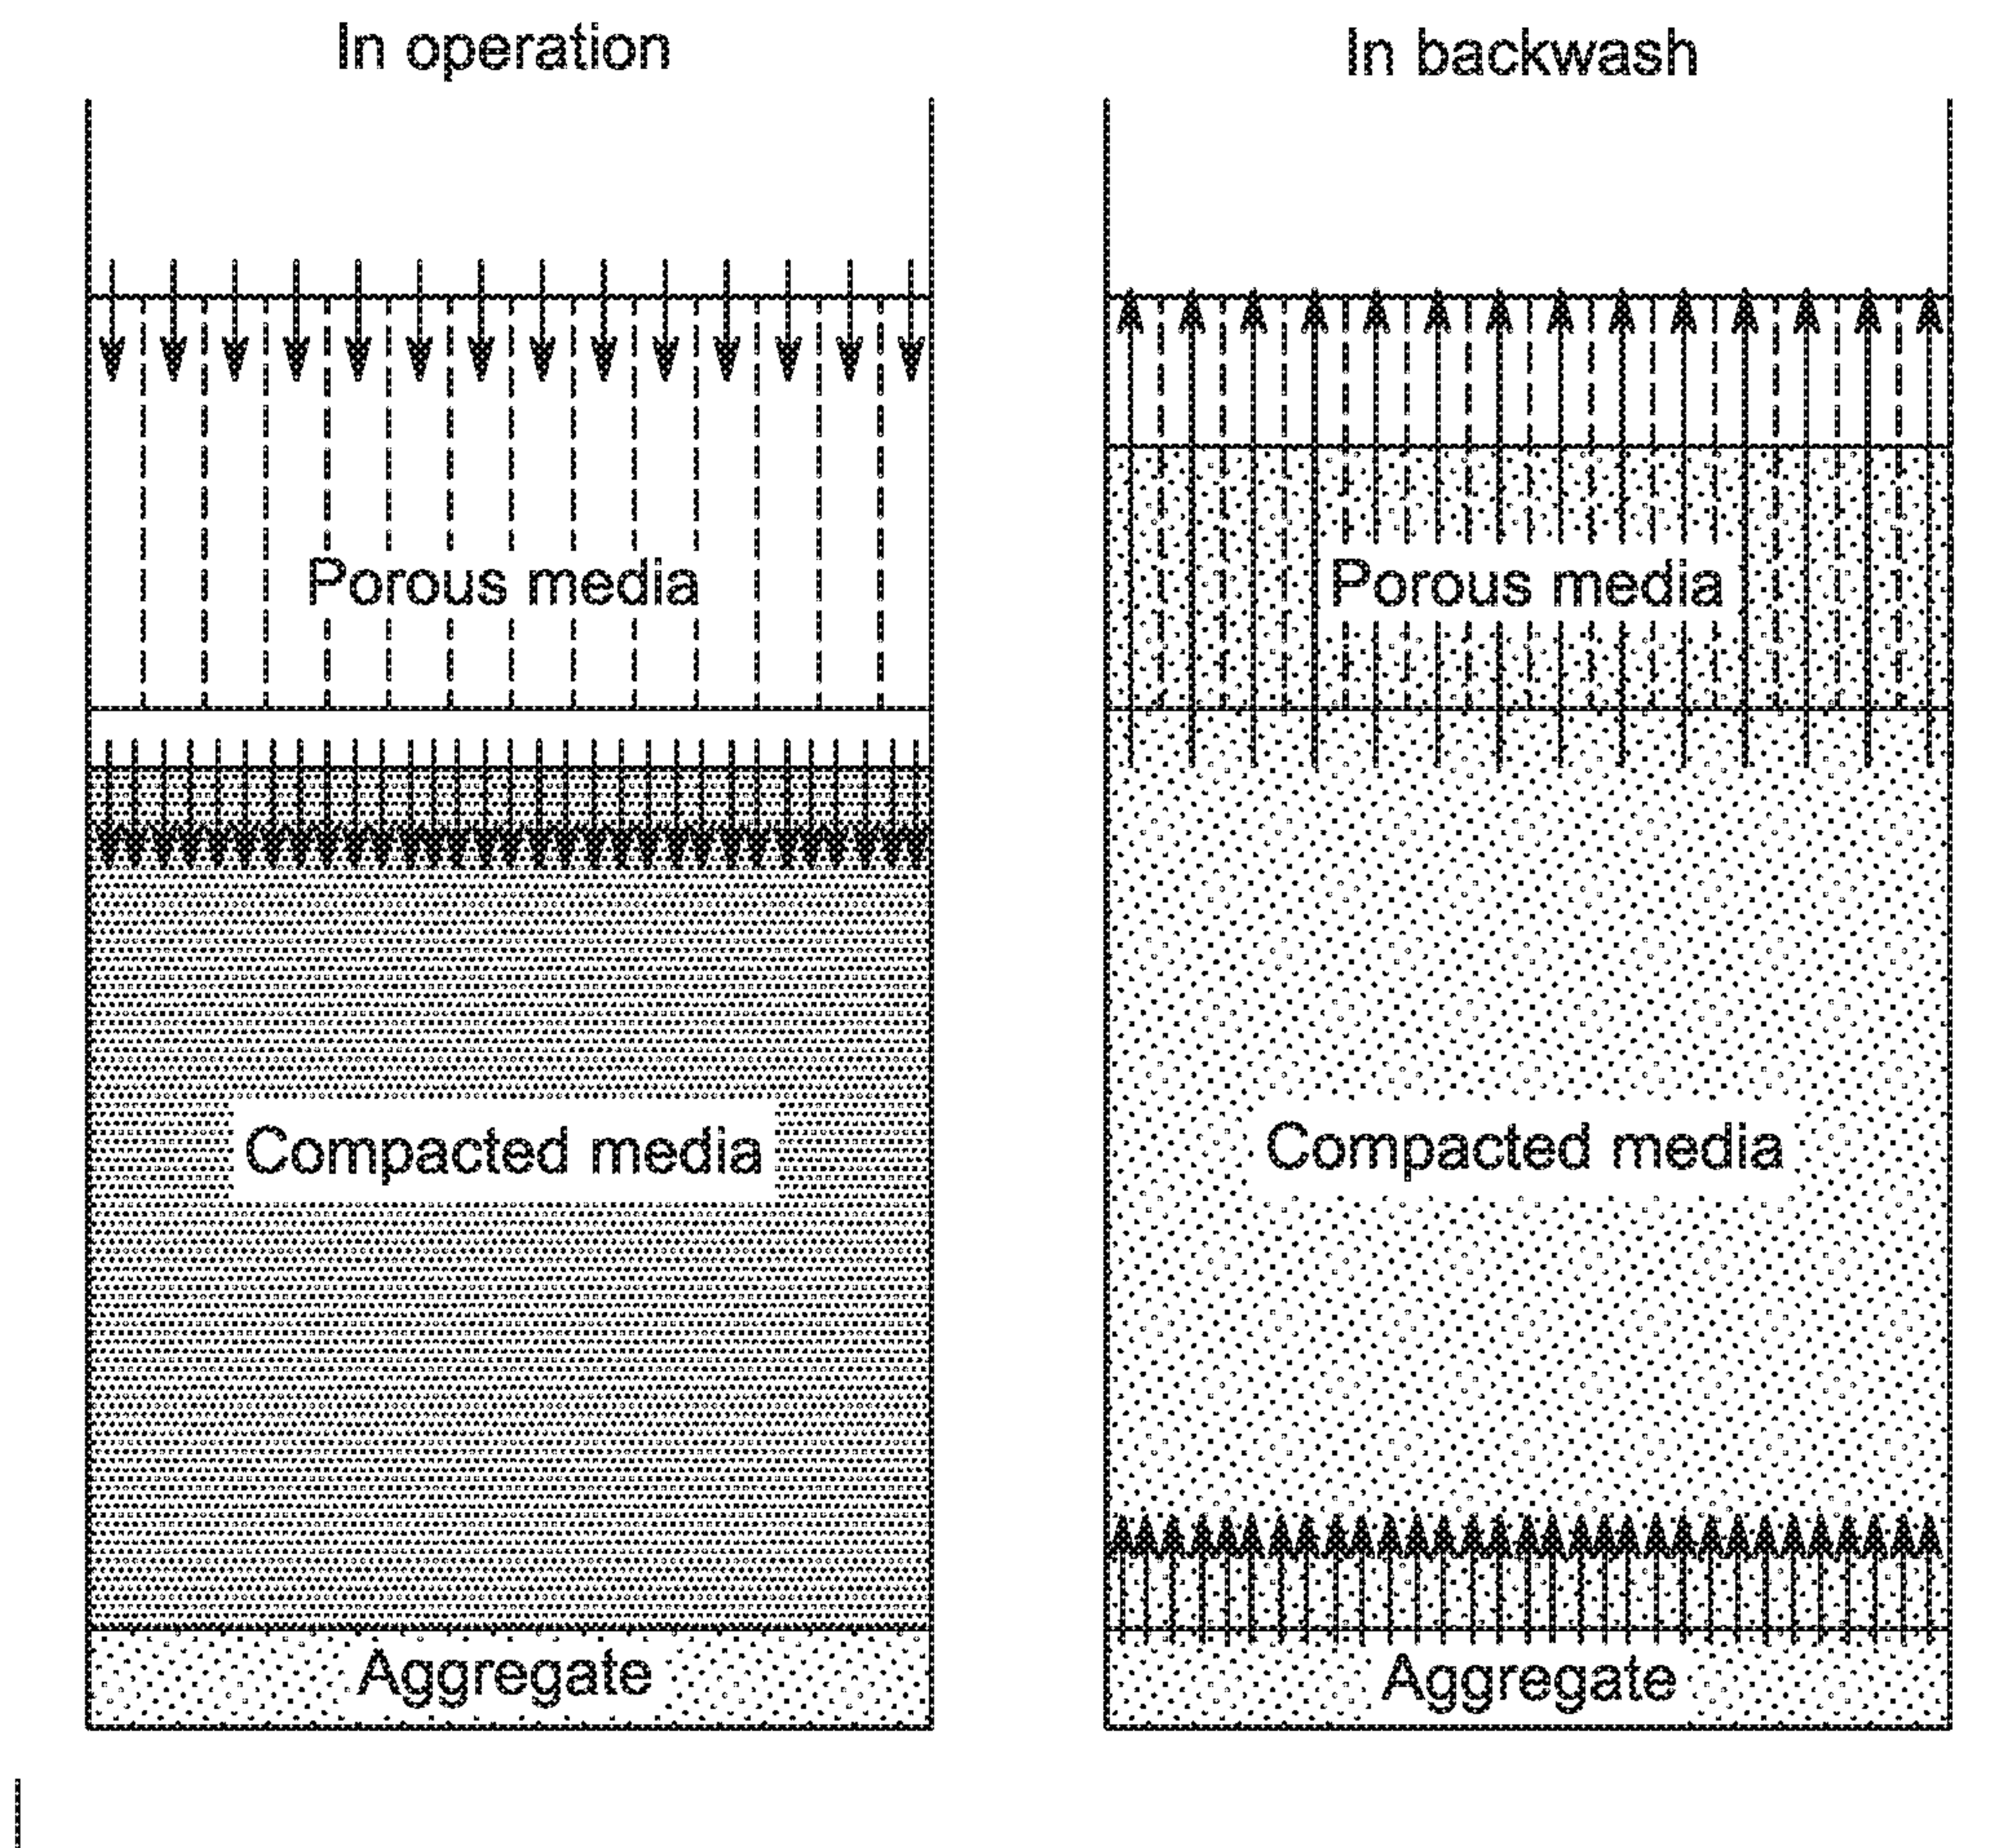 In operation
Porous media
Compacted media
Aggregate
In backwash
Porous media
Compacted media
Aggregate